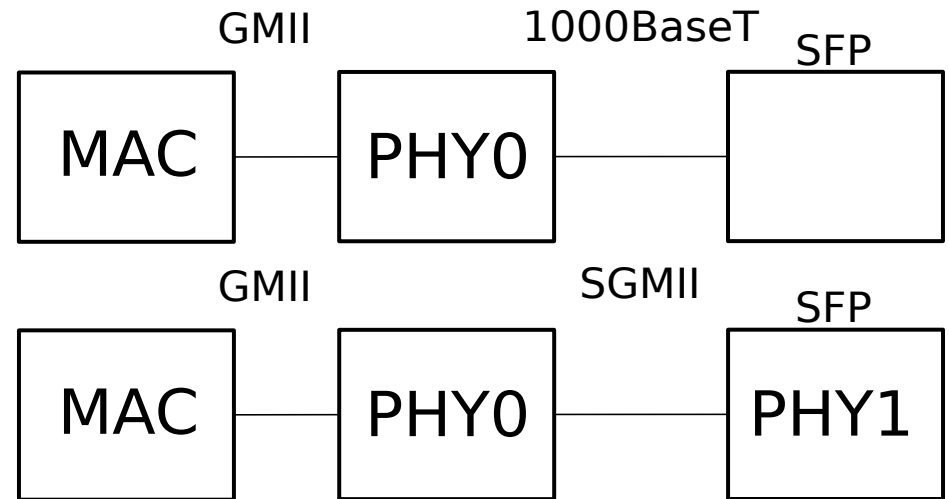 GMII 1000BaseT
SFP
MAC PHY0
GMII SGMII
SFP
MAC PHY0 PHY1